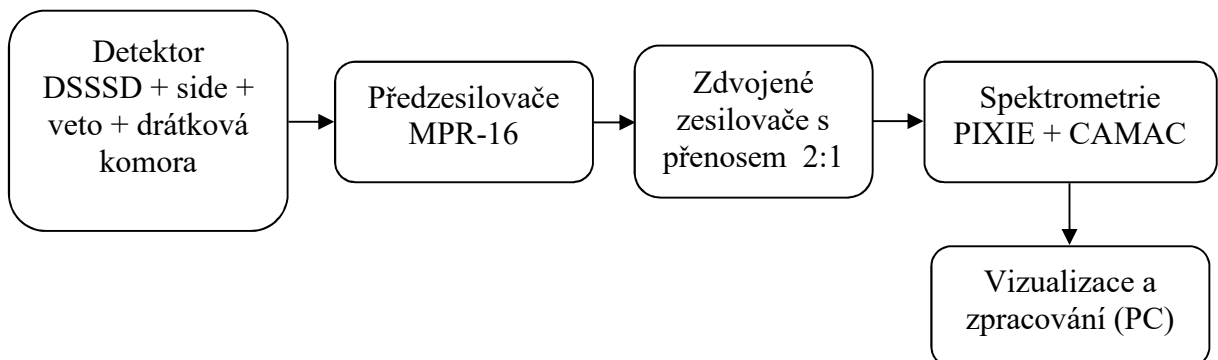 Detektor
DSSSD + side +
veto + drátková
komora
Předzesilovače
MPR-16
Zdvojené
zesilovače s
přenosem 2:1
Spektrometrie
PIXIE + CAMAC
Vizualizace a
zpracování (PC)